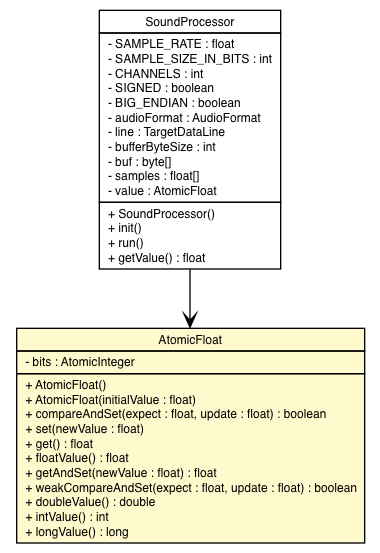 SoundProcessor
- SAMPLE_RATE : float
- SAMPLE_SIZE_IN_BITS : int
- CHANNELS : int
- SIGNED : boolean
- BIG_ENDIAN : boolean
- audioFormat : AudioFormat
- line : TargetDataLine
- bufferByteSize : int
- buf : byte[]
- samples : float[]
- value : AtomicFloat
+ SoundProcessor()
+ init()
+ run()
+ getValue() : float
AtomicFloat
- bits : AtomicInteger
+ AtomicFloat()
+ AtomicFloat(initialValue : float)
+ compareAndSet(expect : float, update : float) : boolean
+ set(newValue : float)
+ get() : float
+ floatValue() : float
+ getAndSet(newValue : float) : float
+ weakCompareAndSet(expect : float, update : float) : boolean
+ doubleValue() : double
+ intValue() : int
+ longValue() : long